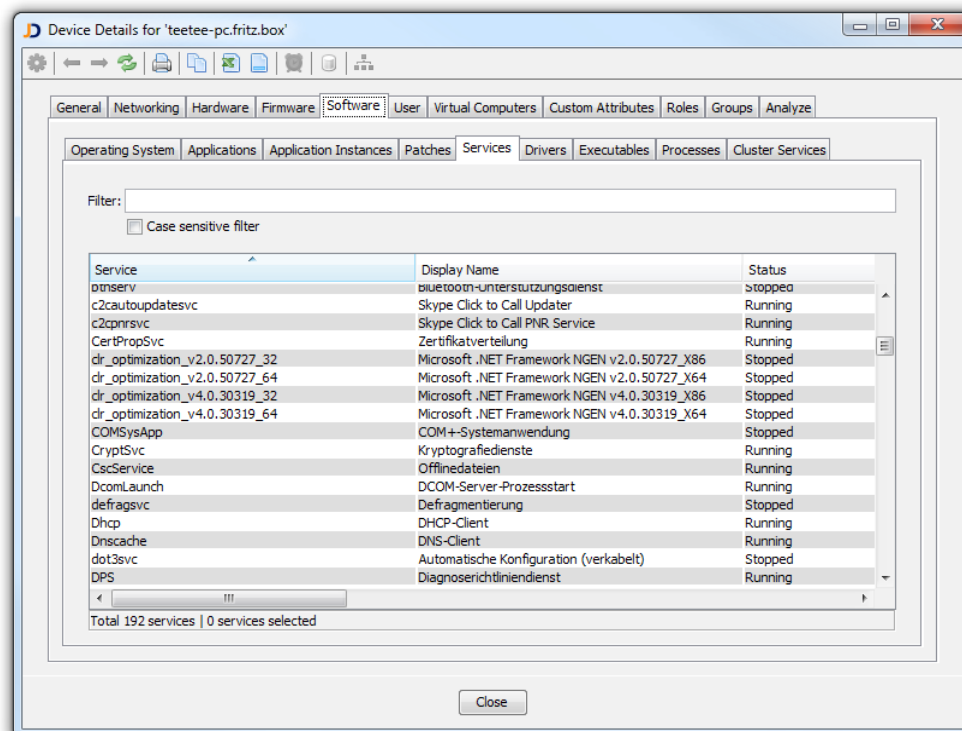 Device Details for 'teetee-pc.fritz.box'
General Networking Hardware Firmware Software User Virtual Computers Custom Attributes Roles Groups Analyze
Operating System Applications Application Instances Patches Services Drivers Executables Processes Cluster Services
Filter:
Case sensitive filter
Service Display Name Status
bthserv Bluetooth-Unterstützungsdienst Stopped
c2cautoupdatesvc Skype Click to Call Updater Running
c2cpnrsvc Skype Click to Call PNR Service Running
CertPropSvc Zertifikatverteilung Running
clr_optimization_v2.0.50727_32 Microsoft .NET Framework NGEN v2.0.50727_X86 Stopped
clr_optimization_v2.0.50727_64 Microsoft .NET Framework NGEN v2.0.50727_X64 Stopped
clr_optimization_v4.0.30319_32 Microsoft .NET Framework NGEN v4.0.30319_X86 Stopped
clr_optimization_v4.0.30319_64 Microsoft .NET Framework NGEN v4.0.30319_X64 Stopped
COMSysApp COM+-Systemanwendung Stopped
CryptSvc Kryptografiedienste Running
CscService Offlinedateien Running
DcomLaunch DCOM-Server-Prozessstart Running
defragsvc Defragmentierung Stopped
Dhcp DHCP-Client Running
Dnscache DNS-Client Running
dot3svc Automatische Konfiguration (verkabelt) Stopped
DPS Diagnoserichtliniendienst Running
Total 192 services | 0 services selected
Close